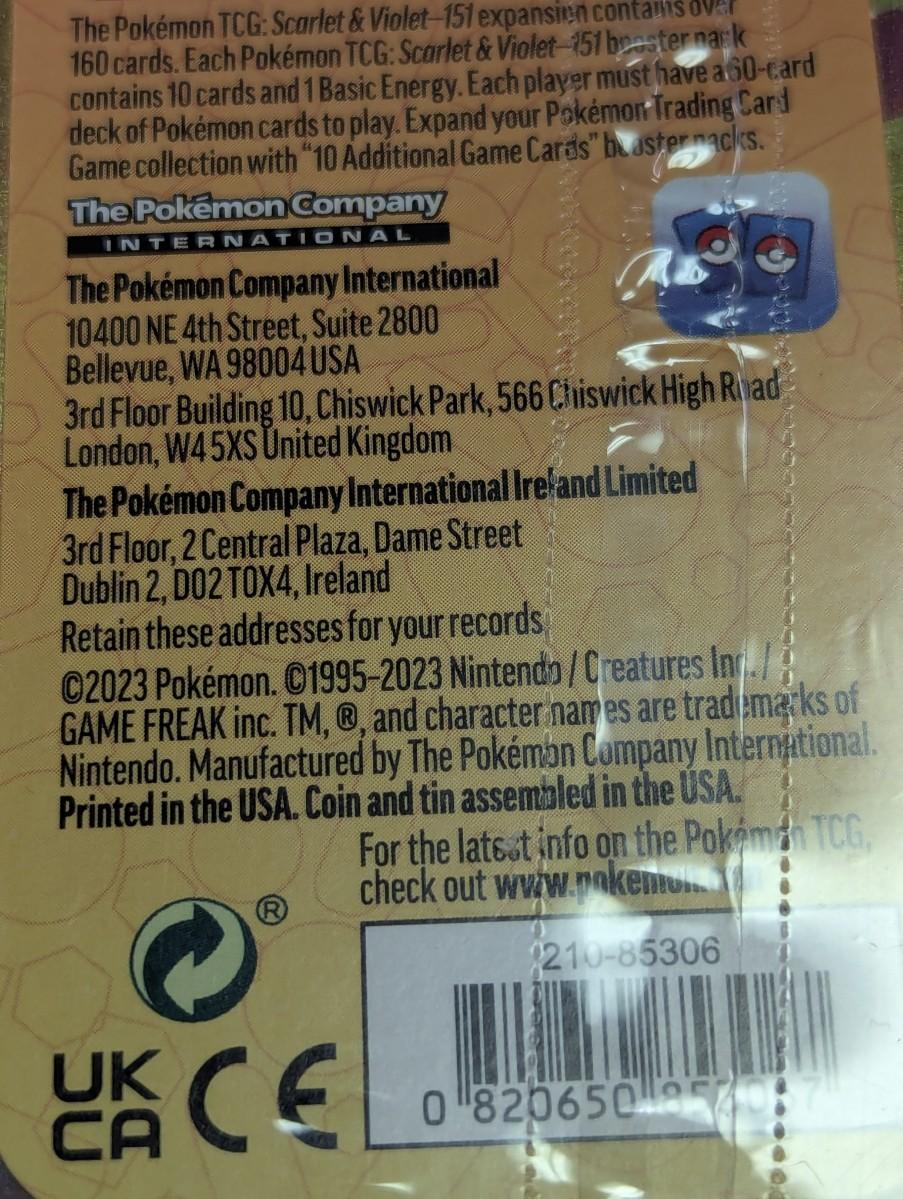 The Pokémon TCG: Scarlet & Violet–151 expansion contains over
160 cards. Each Pokémon TCG: Scarlet & Violet–151 booster pack
contains 10 cards and 1 Basic Energy. Each player must have a 60-card
deck of Pokémon cards to play. Expand your Pokémon Trading Card
Game collection with “10 Additional Game Cards” booster packs.
The Pokémon Company
INTERNATIONAL
The Pokémon Company International
10400 NE 4th Street, Suite 2800
Bellevue, WA 98004 USA
3rd Floor Building 10, Chiswick Park, 566 Chiswick High Road
London, W4 5XS United Kingdom
The Pokémon Company International Ireland Limited
3rd Floor, 2 Central Plaza, Dame Street
Dublin 2, D02 T0X4, Ireland
Retain these addresses for your records.
©2023 Pokémon. ©1995–2023 Nintendo / Creatures Inc. /
GAME FREAK inc. TM, ®, and character names are trademarks of
Nintendo. Manufactured by The Pokémon Company International.
Printed in the USA. Coin and tin assembled in the USA.
For the latest info on the Pokémon TCG,
check out www.pokemon.com
®
210-85306
0 820650
UK
CA
CE